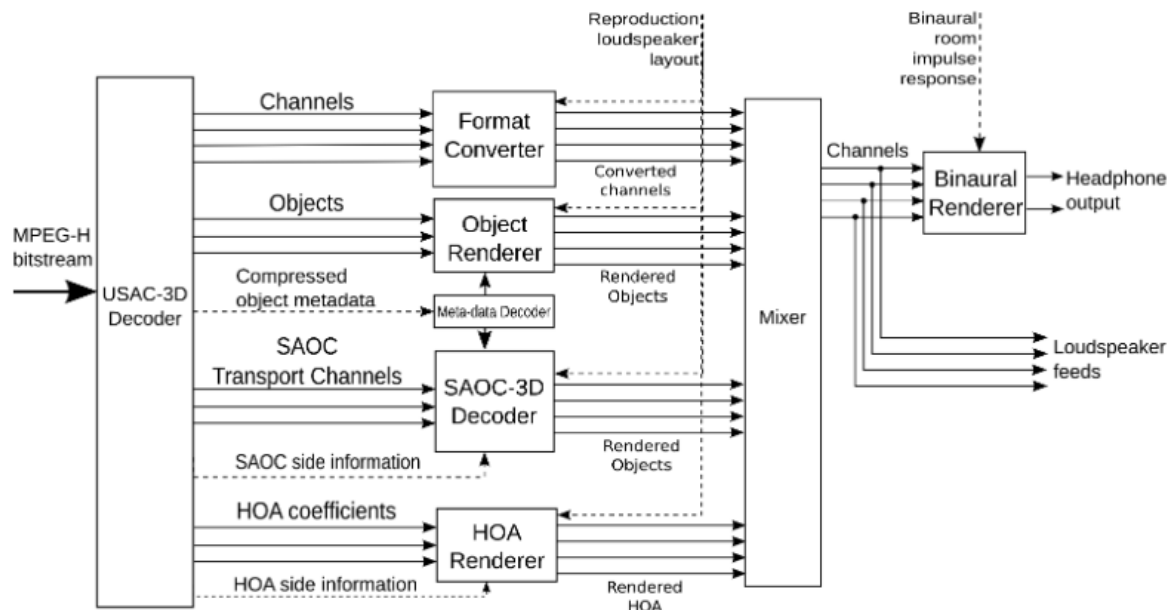 Reproduction
loudspeaker
layout
Binaural
room
impulse
response
Channels
Format
Converter
Converted
channels
Channels
Binaural
Renderer
Headphone
output
Objects
Object
Renderer
Rendered
Objects
MPEG-H
bitstream
USAC-3D
Decoder
Compressed
object metadata
Meta-data Decoder
Mixer
SAOC
Transport Channels
SAOC-3D
Decoder
Rendered
Objects
Loudspeaker
feeds
SAOC side information
HOA coefficients
HOA
Renderer
HOA side information
Rendered
HOA